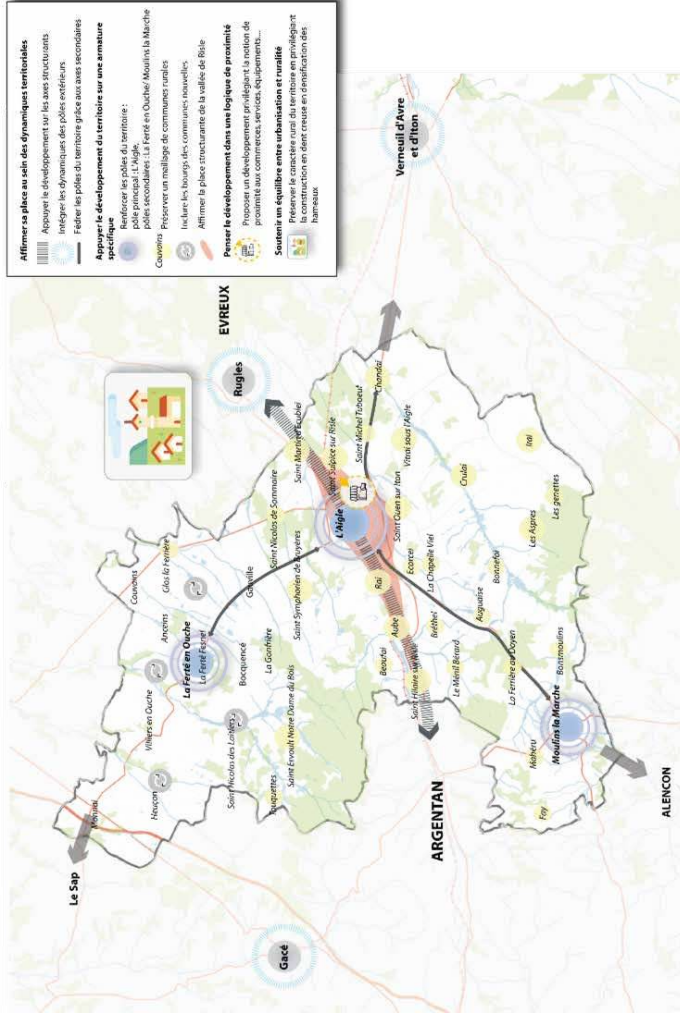 Affirmer sa place au sein des dynamiques territoriales
Appuyer le développement sur les axes structurants
Intégrer les dynamiques des pôles extérieurs
Fédrer les pôles du territoire grâce aux axes secondaires
Appuyer le développement du territoire sur une armature
spécifique
Renforcer les pôles du territoire :
pôle principal : L'Aigle,
pôles secondaires : La Ferté en Ouche/ Moulins la Marche
Couvains
Préserver un maillage de communes rurales
Inclure les bourgs des communes nouvelles
Affirmer la place structurante de la vallée de Risle
Penser le développement dans une logique de proximité
Proposer un développement privilégiant la notion de
proximité aux commerces, services, équipements...
Soutenir un équilibre entre urbanisation et ruralité
Préserver le caractère rural du territoire en privilégiant
la construction en dent creuse en densification des
hameaux
Le Sap
Monnai
Heugon
Villiers en Ouche
Anceins
Couvains
Glos la Ferrière
La Ferté en Ouche
La Ferté Fresnel
Bocquencé
Gauville
Saint Nicolas de Sommaire
La Gonfrière
Saint Nicolas des Laitiers
Saint Evroult Notre Dame du Bois
Touquettes
Saint Symphorien de Bruyères
Saint Martin d'Ecublei
Saint Sulpice sur Risle
Saint Michel Tuboeuf
Chandai
Rugles
EVREUX
Verneuil d'Avre
et d'Iton
L'Aigle
Saint Ouen sur Iton
Vitrai sous l'Aigle
Rai
Aube
Beaufai
Ecorcei
La Chapelle Viel
Crulai
Irai
Saint Hilaire sur Risle
Brethel
Le Ménil Bérard
Auguaise
Bonnefoi
Les Aspres
Les genettes
La Ferrière au Doyen
Bonsmoulins
Mahéru
Moulins la Marche
Fay
Gacé
ARGENTAN
ALENCON